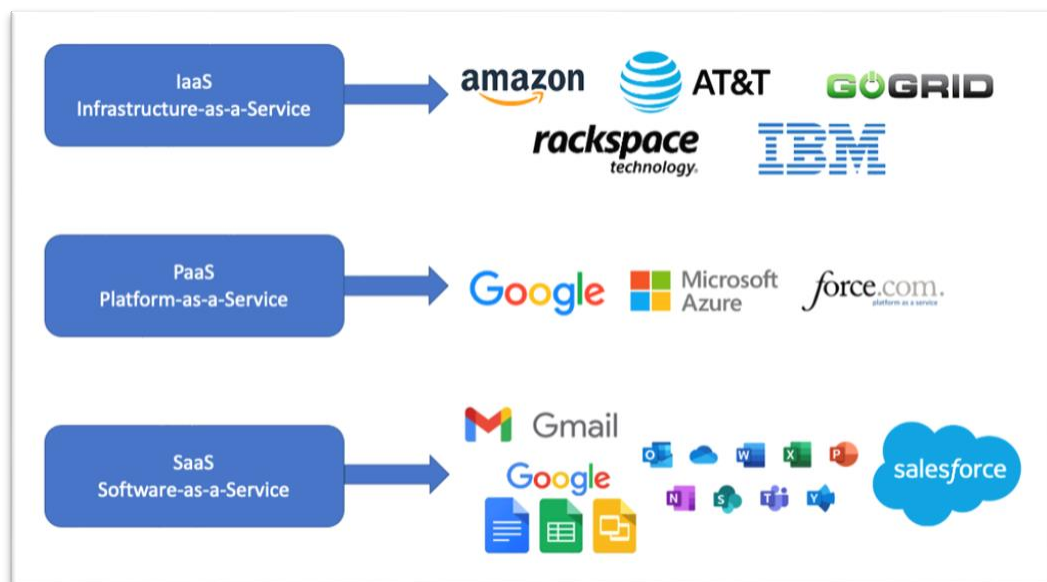 IaaS
Infrastructure-as-a-Service
amazon
AT&T
GOGRID
rackspace
technology.
IBM
PaaS
Platform-as-a-Service
Google
Microsoft
Azure
force.com.
platform as a service
SaaS
Software-as-a-Service
Gmail
Google
O
W
X
P
N
S
T
Y
salesforce